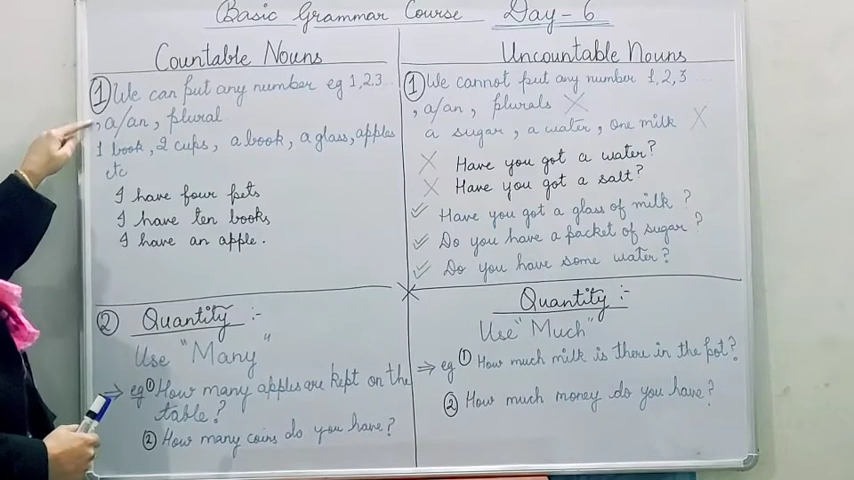 Basic Grammar Course Day - 6
Countable Nouns
① We can put any number eg 1,2,3...
, a/an, plural
1 book, 2 cups, a book, a glass, apples
etc
I have four pets
I have ten books
I have an apple.
② Quantity :-
Use "Many"
⇒ eg ① How many apples are kept on the
table?
② How many coins do you have?
Uncountable Nouns
① We cannot put any number 1, 2, 3 ....
, a/an, plurals X
a sugar, a water, one milk X
X Have you got a water?
X Have you got a salt?
✓ Have you got a glass of milk ?
✓ Do you have a packet of sugar ?
✓ Do you have some water?
Quantity :-
Use "Much"
⇒ eg ① How much milk is there in the pot?
② How much money do you have?